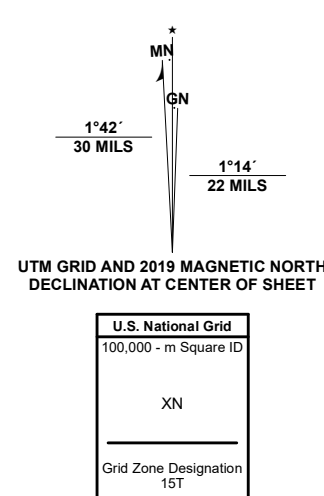 ★
MN
GN
1°42´
30 MILS
1°14´
22 MILS
UTM GRID AND 2019 MAGNETIC NORTH
DECLINATION AT CENTER OF SHEET
U.S. National Grid
100,000 - m Square ID
XN
Grid Zone Designation
15T